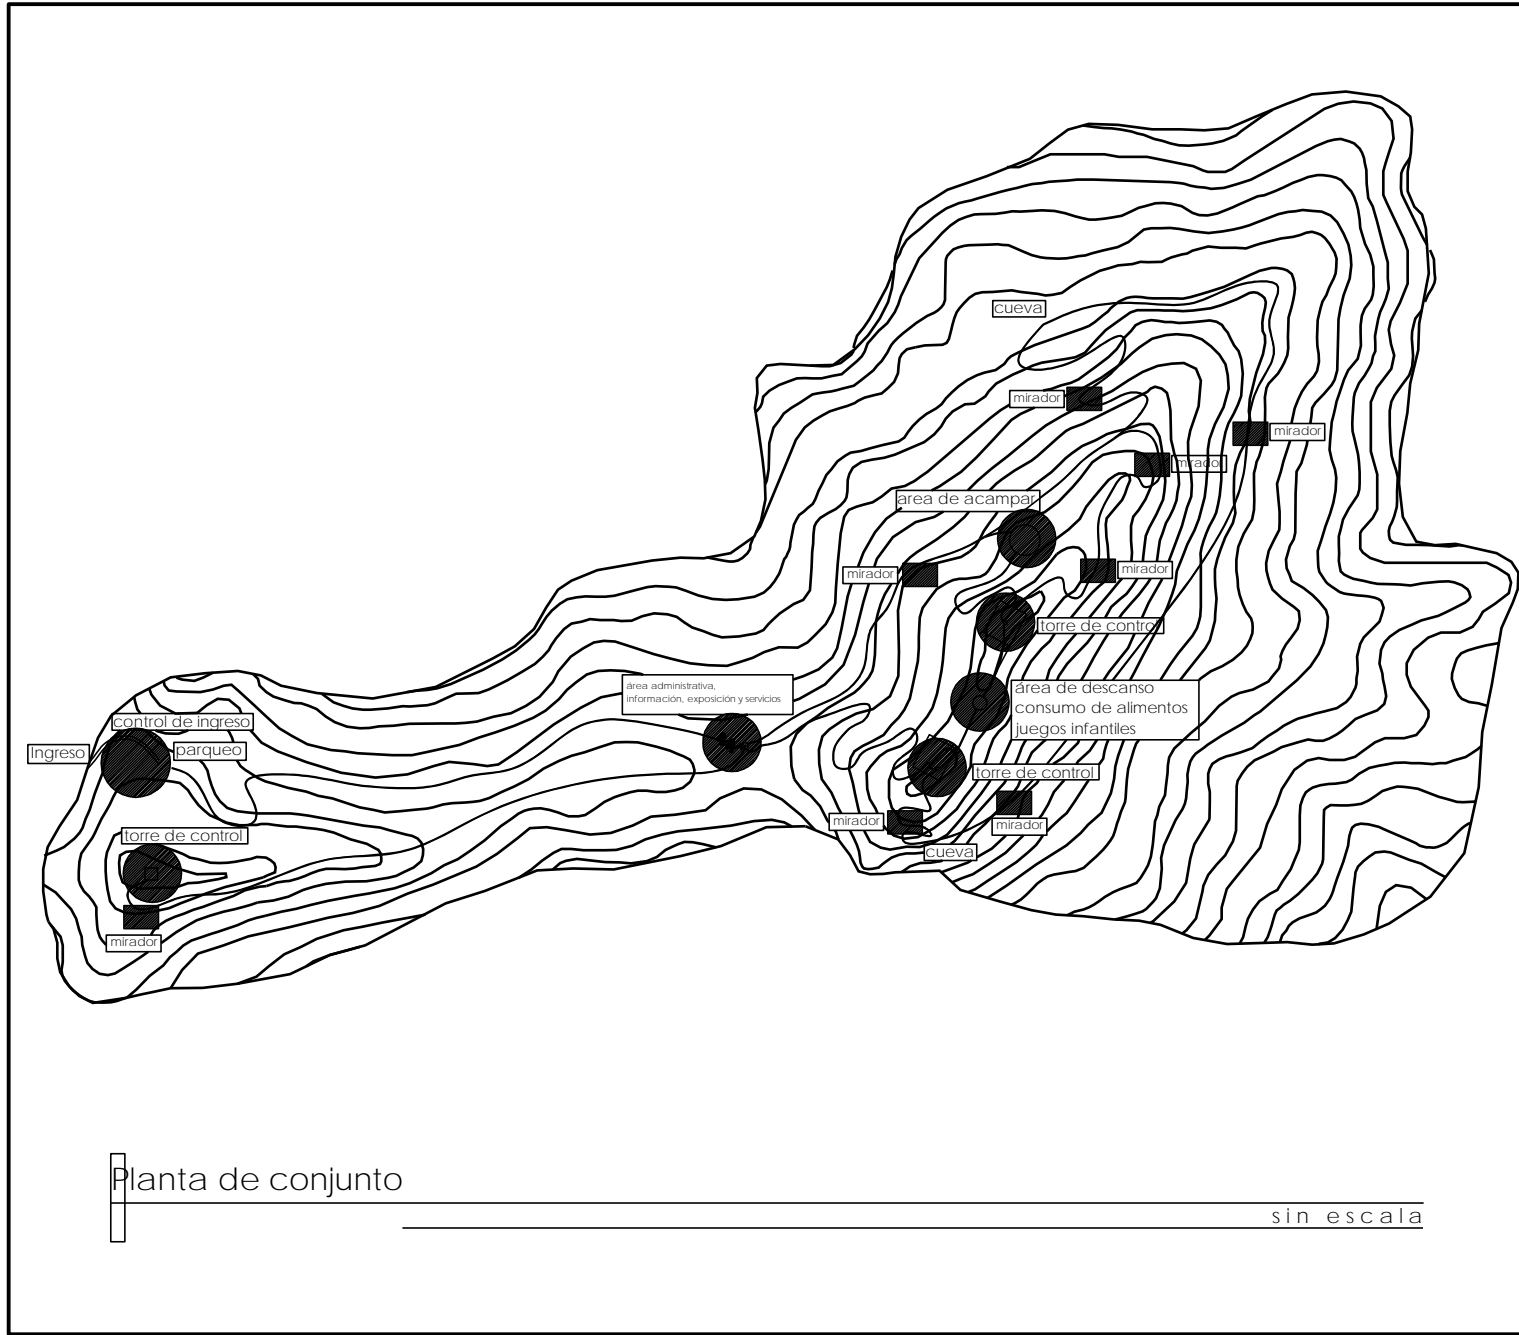 cueva
mirador
mirador
mirador
area de acampar
mirador
mirador
torre de control
área administrativa,
información, exposición y servicios
área de descanso
consumo de alimentos
juegos infantiles
control de ingreso
Ingreso
parqueo
torre de control
mirador
mirador
torre de control
cueva
mirador
Planta de conjunto
sin escala